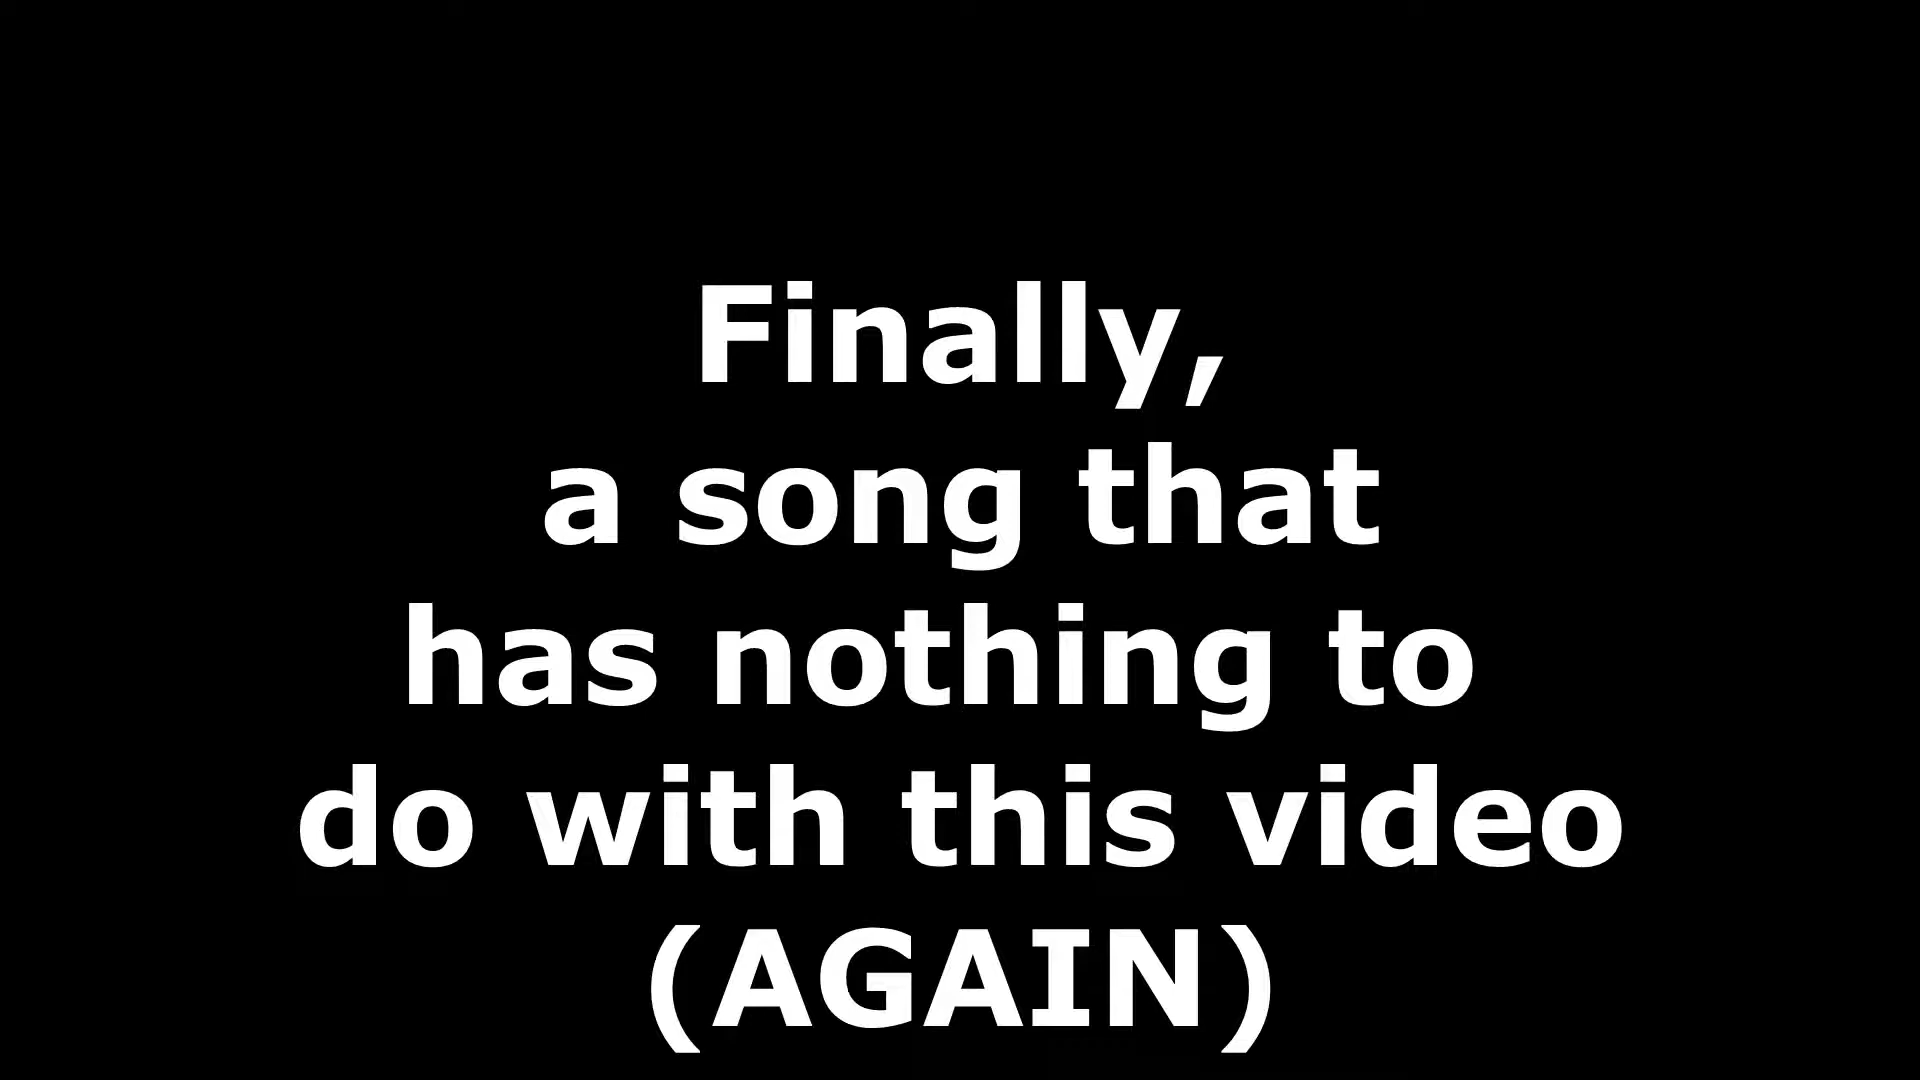 Finally,
a song that
has nothing to
do with this video
(AGAIN)